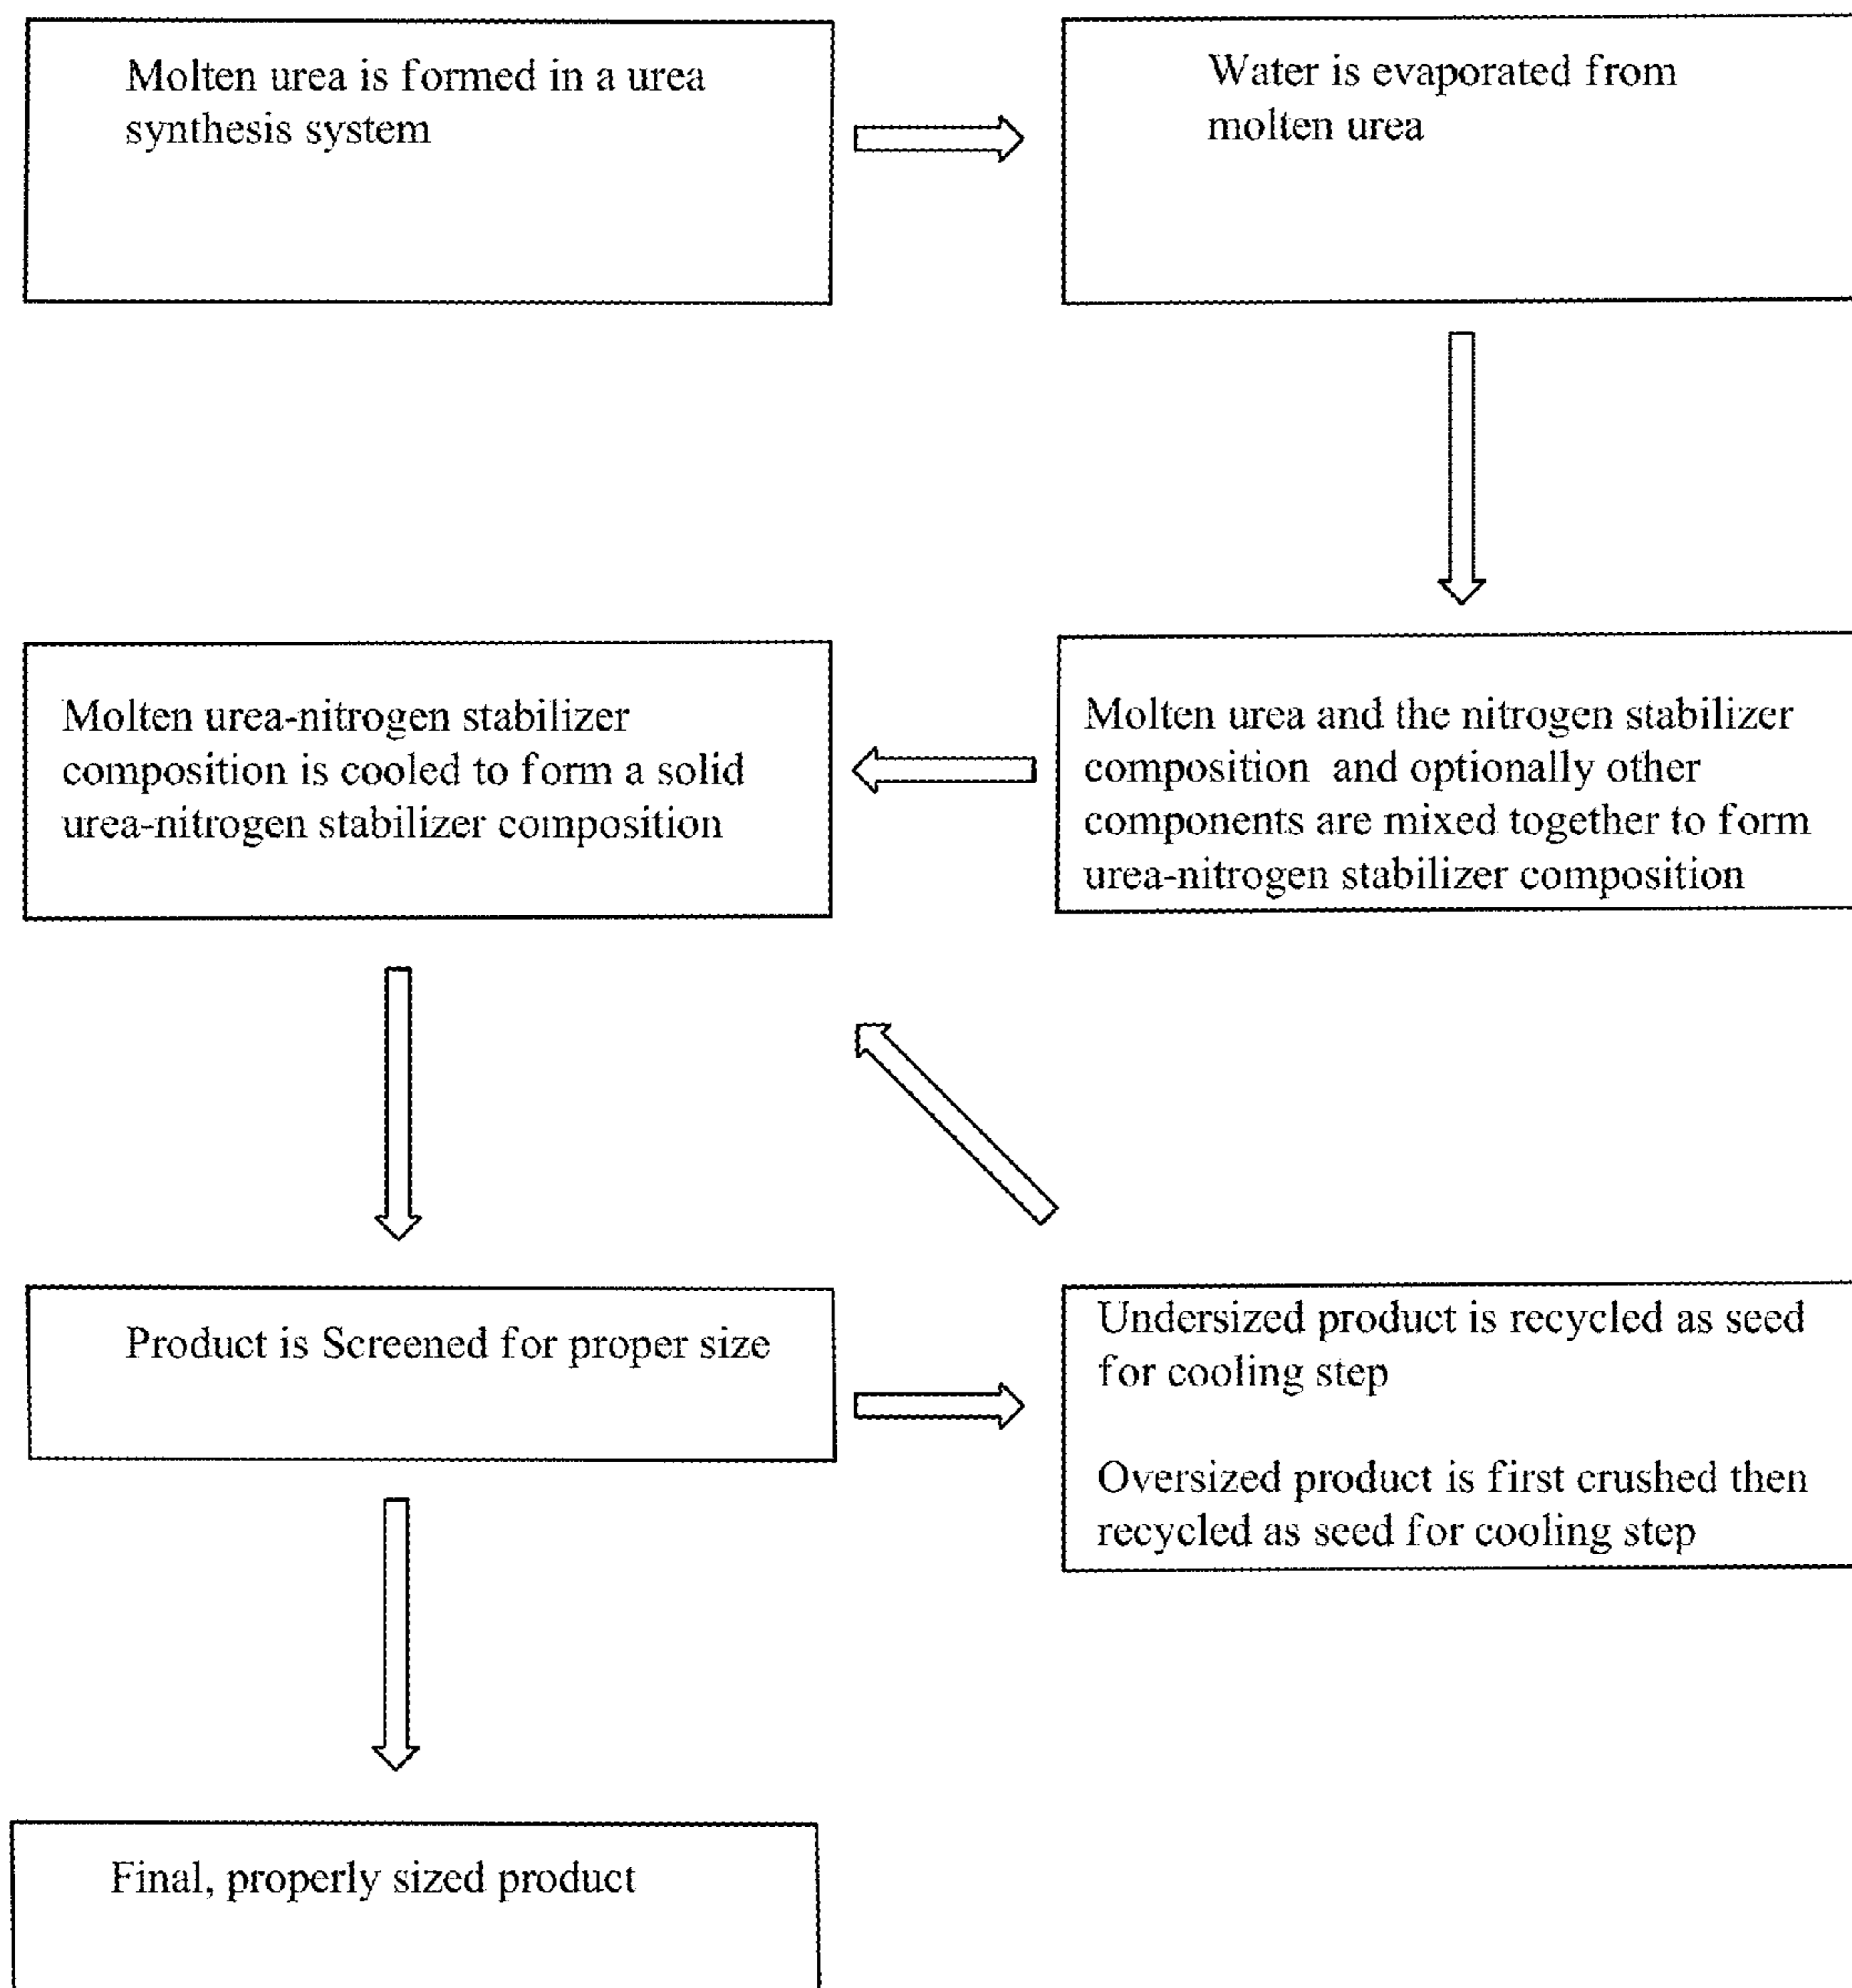 Molten urea is formed in a urea
synthesis system
Water is evaporated from
molten urea
Molten urea and the nitrogen stabilizer
composition and optionally other
components are mixed together to form
urea-nitrogen stabilizer composition
Molten urea-nitrogen stabilizer
composition is cooled to form a solid
urea-nitrogen stabilizer composition
Product is Screened for proper size
Undersized product is recycled as seed
for cooling step
Oversized product is first crushed then
recycled as seed for cooling step
Final, properly sized product